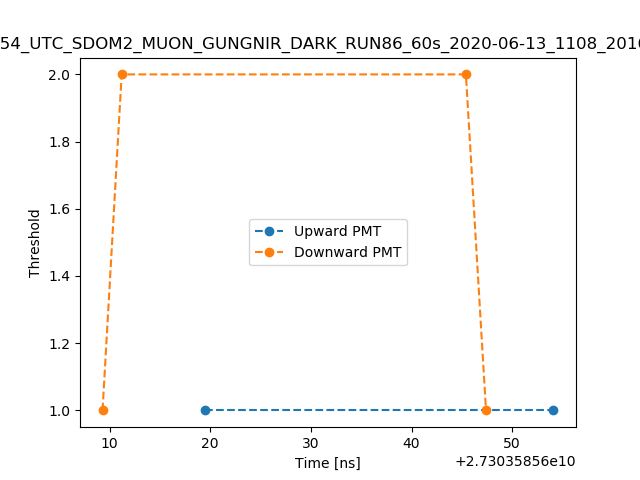 54_UTC_SDOM2_MUON_GUNGNIR_DARK_RUN86_60s_2020-06-13_1108_2016
2.0
1.8
1.6
1.4
1.2
1.0
Threshold
Upward PMT
Downward PMT
10 20 30 40 50
Time [ns]
+2.73035856e10